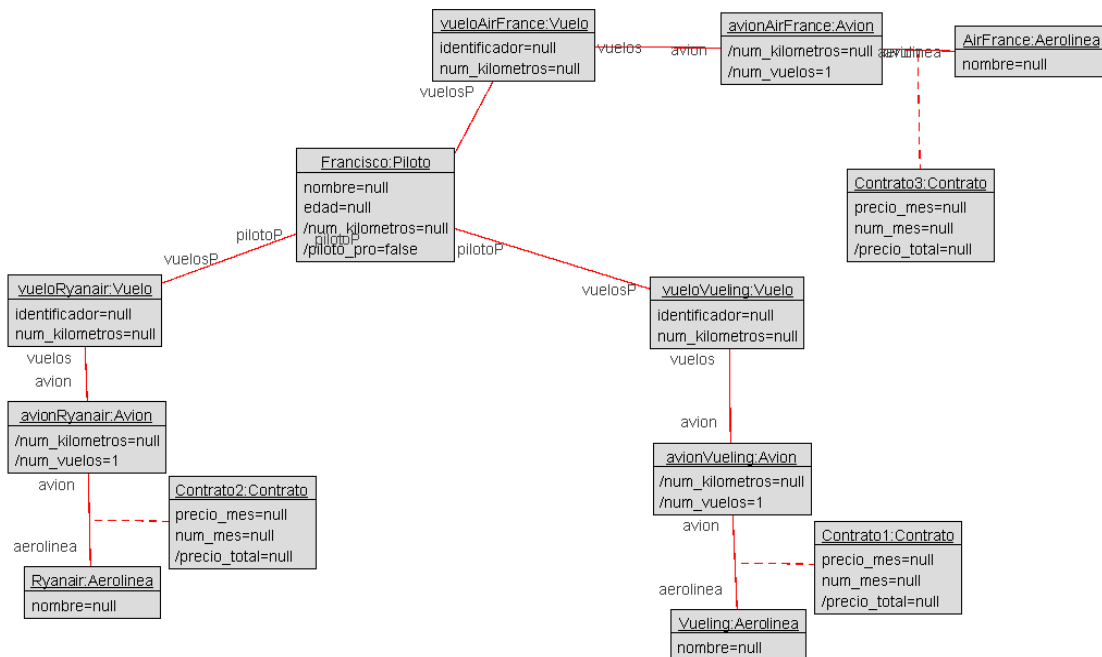 vueloAirFrance:Vuelo
identificador=null
num_kilometros=null
vuelos
avion
avionAirFrance:Avion
/num_kilometros=null
/num_vuelos=1
avion
aerolinea
AirFrance:Aerolinea
nombre=null
Contrato3:Contrato
precio_mes=null
num_mes=null
/precio_total=null
vuelosP
pilotoP
Francisco:Piloto
nombre=null
edad=null
/num_kilometros=null
/piloto_pro=false
pilotoP
vuelosP
pilotoP
vuelosP
vueloRyanair:Vuelo
identificador=null
num_kilometros=null
vuelos
avion
avionRyanair:Avion
/num_kilometros=null
/num_vuelos=1
avion
aerolinea
Contrato2:Contrato
precio_mes=null
num_mes=null
/precio_total=null
Ryanair:Aerolinea
nombre=null
vueloVueling:Vuelo
identificador=null
num_kilometros=null
vuelos
avion
avionVueling:Avion
/num_kilometros=null
/num_vuelos=1
avion
aerolinea
Contrato1:Contrato
precio_mes=null
num_mes=null
/precio_total=null
Vueling:Aerolinea
nombre=null